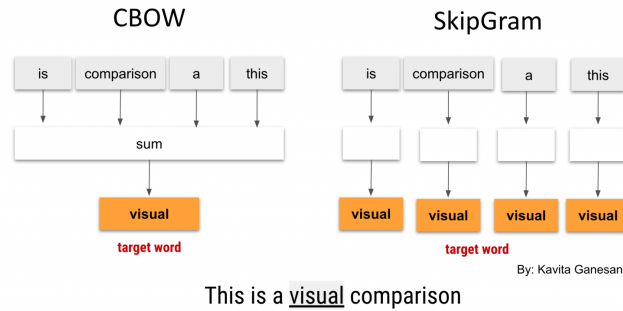 CBOW
is comparison a this
sum
visual
target word
SkipGram
is comparison a this
visual visual visual visual
target word
By: Kavita Ganesan
This is a visual comparison